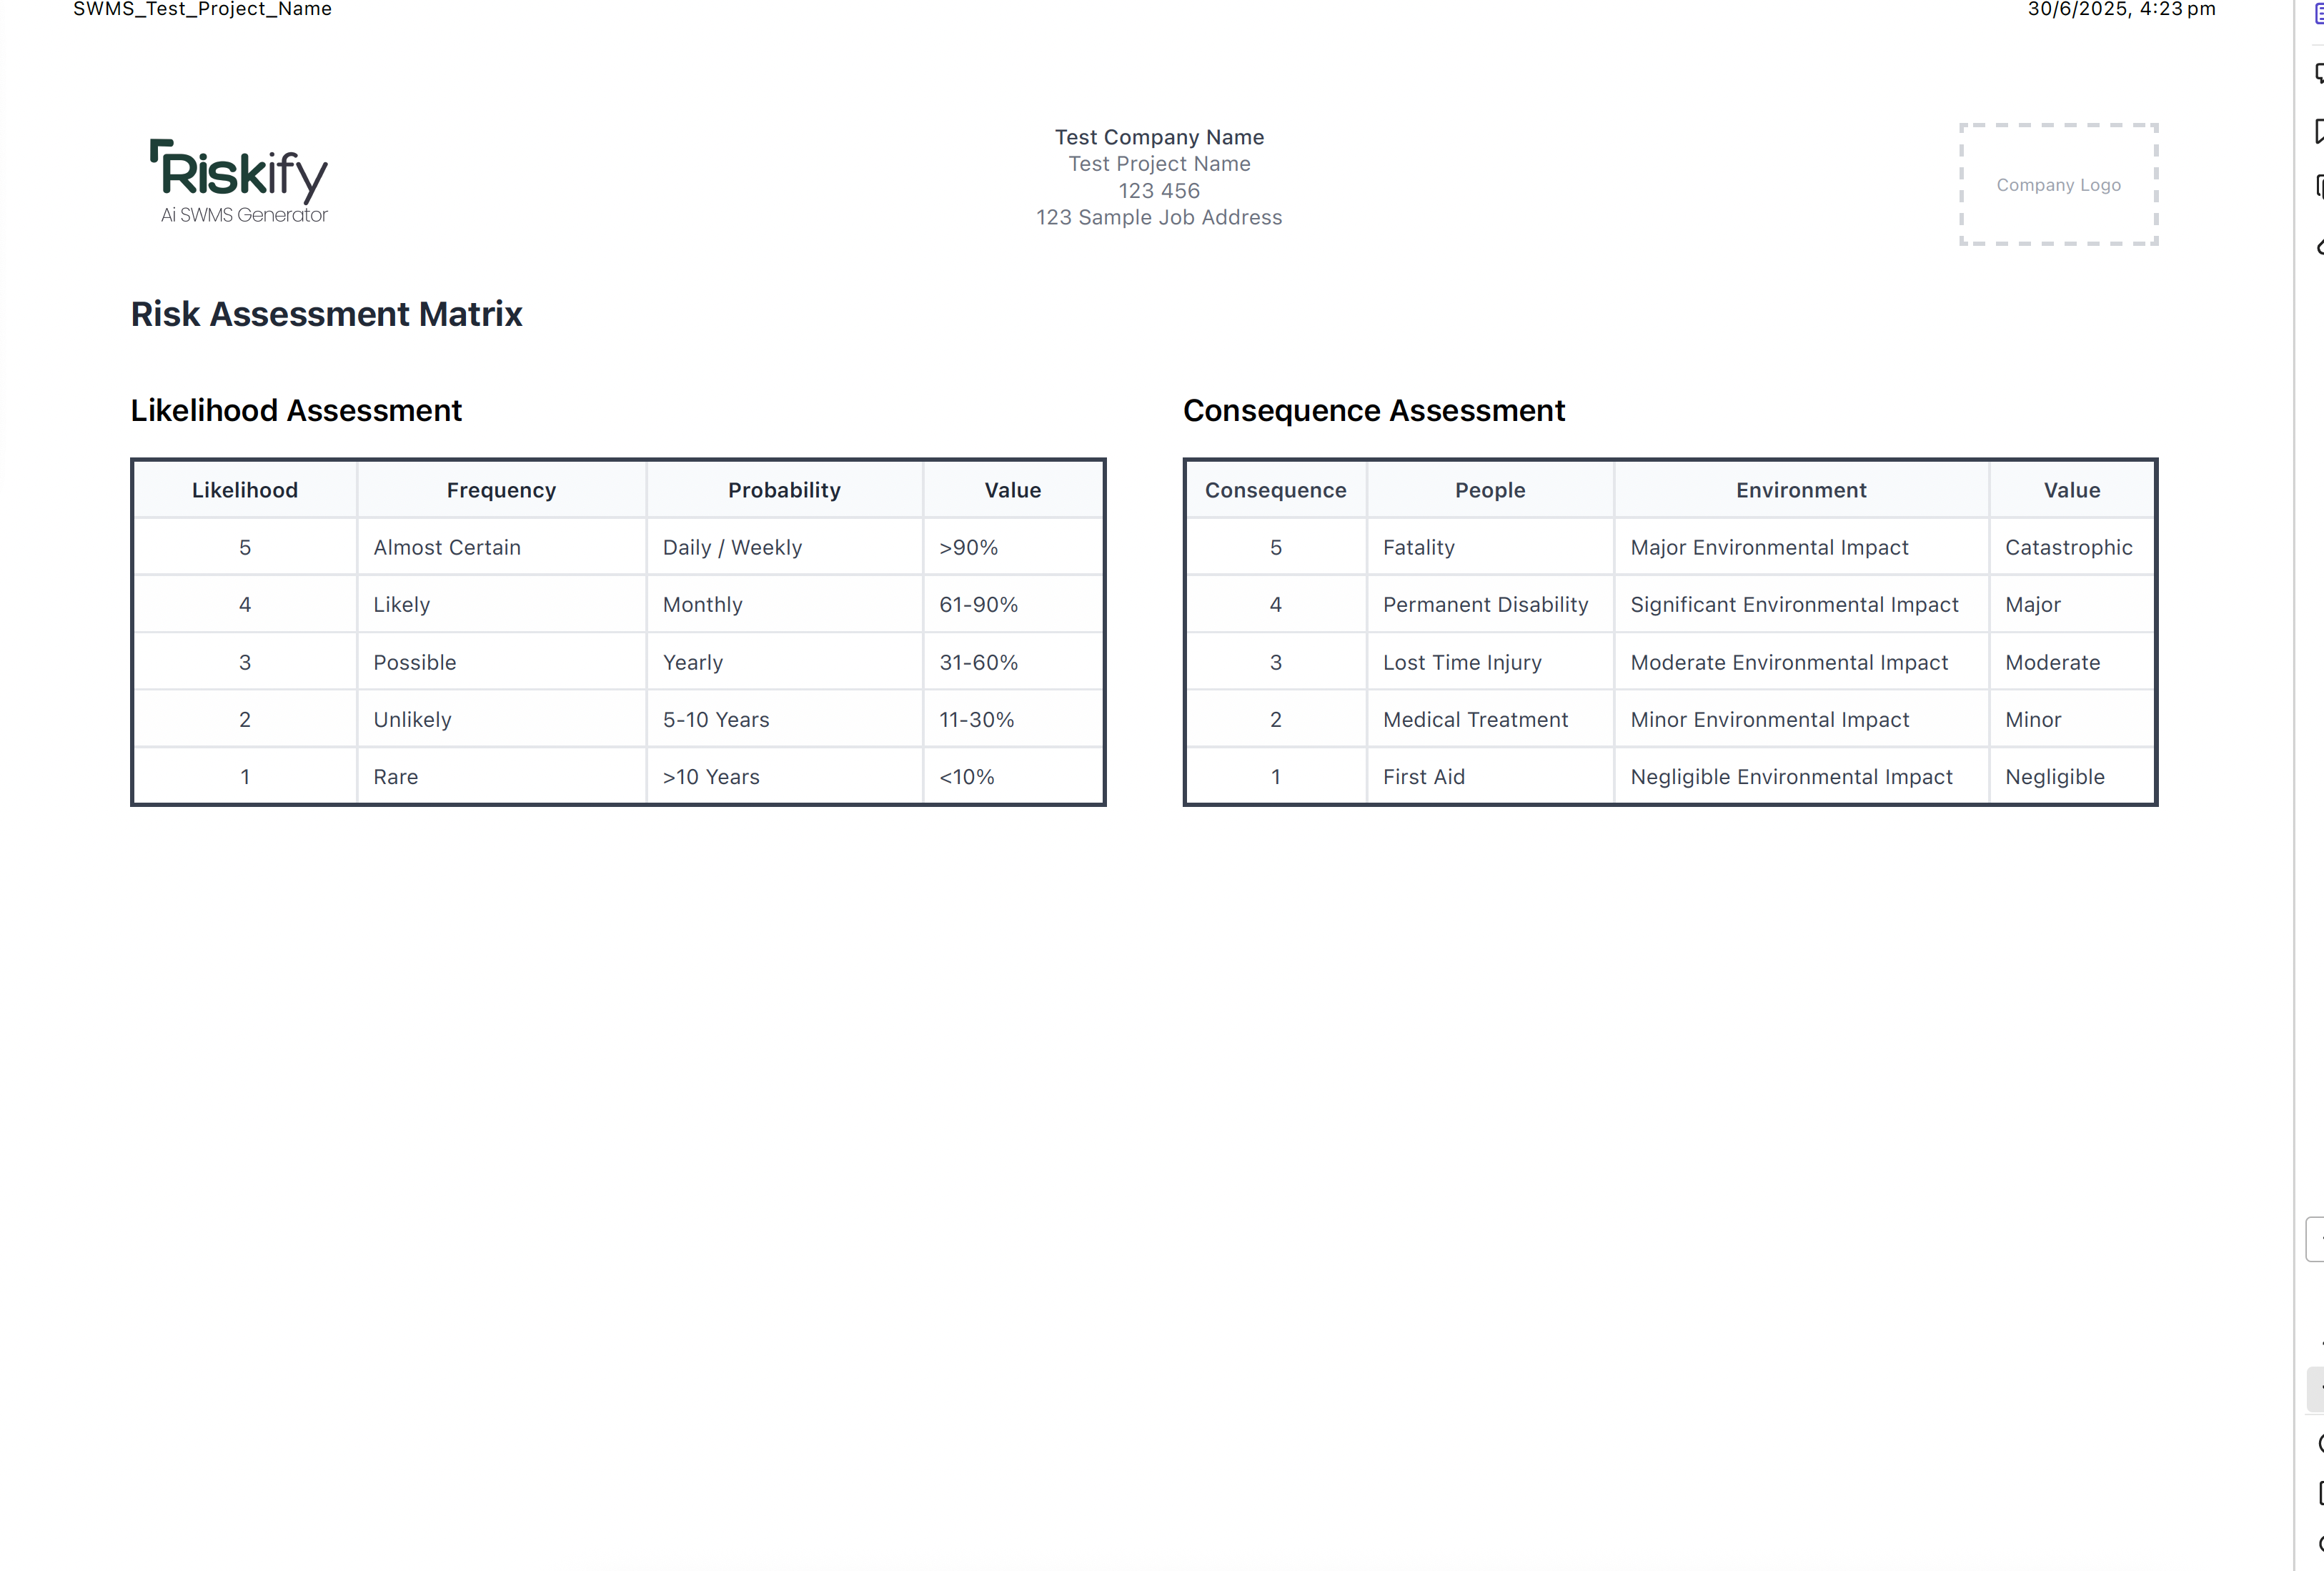 SWMS_Test_Project_Name 30/6/2025, 4:23 pm
Riskify
Ai SWMS Generator
Test Company Name
Test Project Name
123 456
123 Sample Job Address
Company Logo
Risk Assessment Matrix
Likelihood Assessment
Likelihood Frequency Probability Value
5 Almost Certain Daily / Weekly >90%
4 Likely Monthly 61-90%
3 Possible Yearly 31-60%
2 Unlikely 5-10 Years 11-30%
1 Rare >10 Years <10%
Consequence Assessment
Consequence People Environment Value
5 Fatality Major Environmental Impact Catastrophic
4 Permanent Disability Significant Environmental Impact Major
3 Lost Time Injury Moderate Environmental Impact Moderate
2 Medical Treatment Minor Environmental Impact Minor
1 First Aid Negligible Environmental Impact Negligible